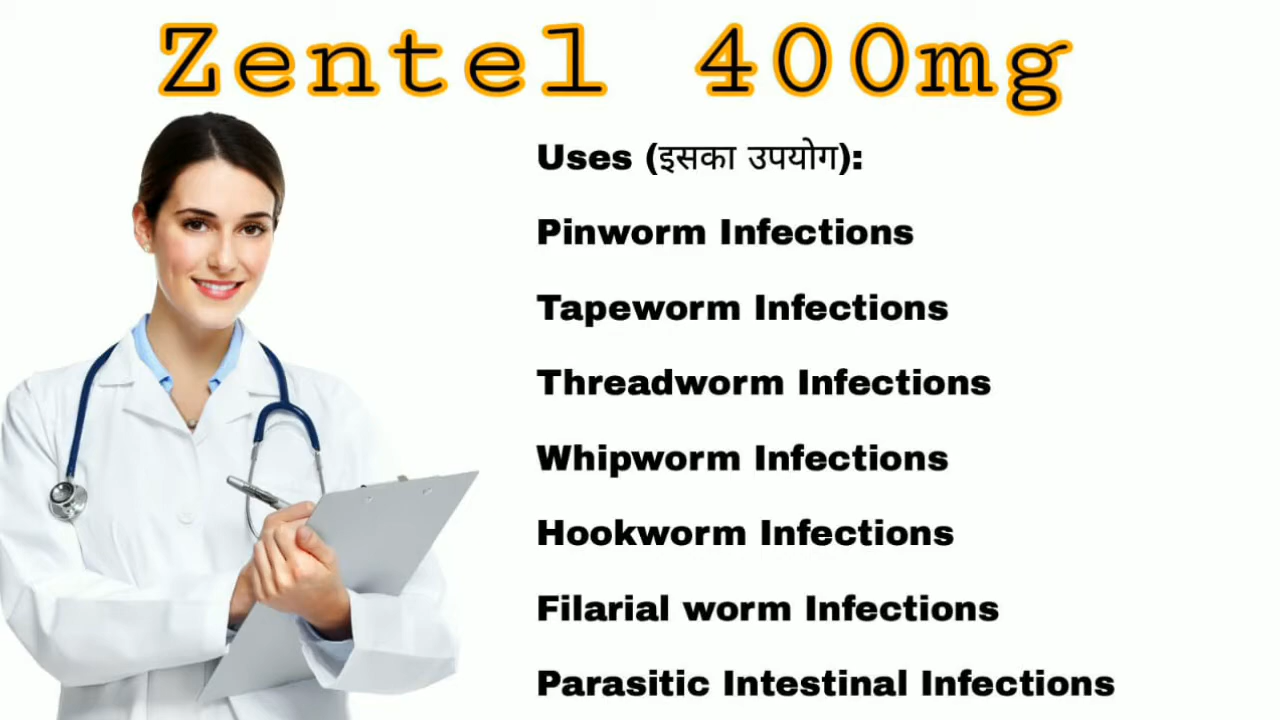 Zentel 400mg
Uses (इसका उपयोग):
Pinworm Infections
Tapeworm Infections
Threadworm Infections
Whipworm Infections
Hookworm Infections
Filarial worm Infections
Parasitic Intestinal Infections